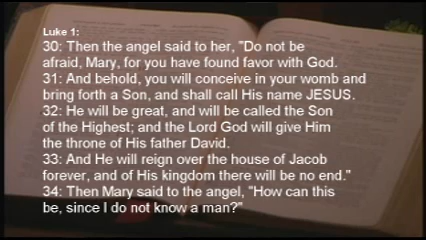 Luke 1:
30: Then the angel said to her, "Do not be
afraid, Mary, for you have found favor with God.
31: And behold, you will conceive in your womb and
bring forth a Son, and shall call His name JESUS.
32: He will be great, and will be called the Son
of the Highest; and the Lord God will give Him
the throne of His father David.
33: And He will reign over the house of Jacob
forever, and of His kingdom there will be no end."
34: Then Mary said to the angel, "How can this
be, since I do not know a man?"